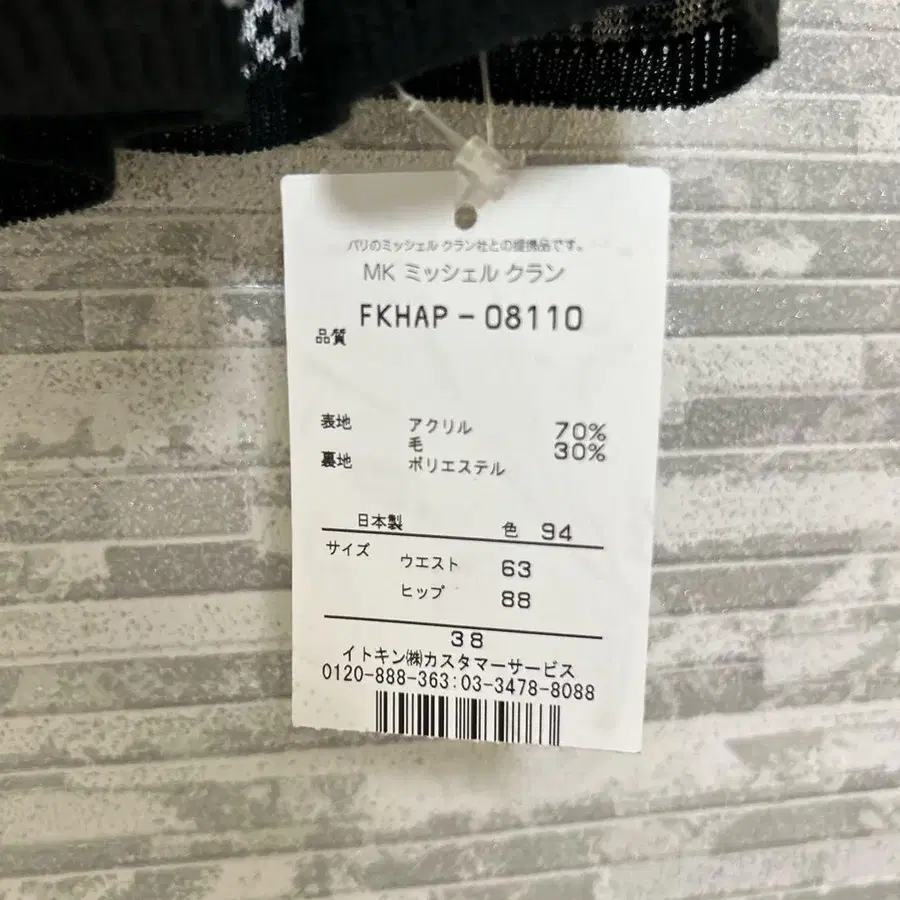 パリのミッシェル クラン社との提携品です。
MK ミッシェル クラン
FKHAP-08110
品質
表地 アクリル 70%
毛 30%
裏地 ポリエステル
日本製 色 94
サイズ ウエスト 63
ヒップ 88
38
イトキン㈱カスタマーサービス
0120-888-363:03-3478-8088